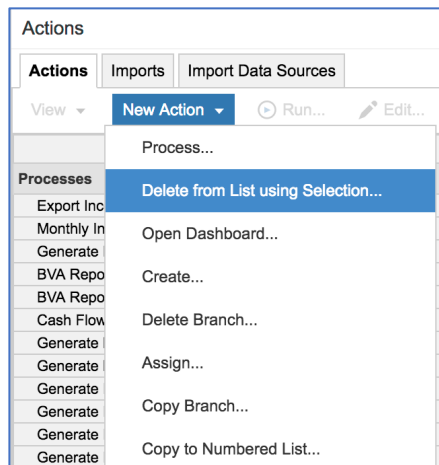 Actions
Actions Imports Import Data Sources
View New Action Run... Edit...
Process...
Processes
Delete from List using Selection...
Export Inc
Monthly In
Open Dashboard...
Generate
BVA Repo
Create...
BVA Repo
Cash Flow
Delete Branch...
Generate
Generate
Assign...
Generate
Generate
Copy Branch...
Generate
Copy to Numbered List...
Generate